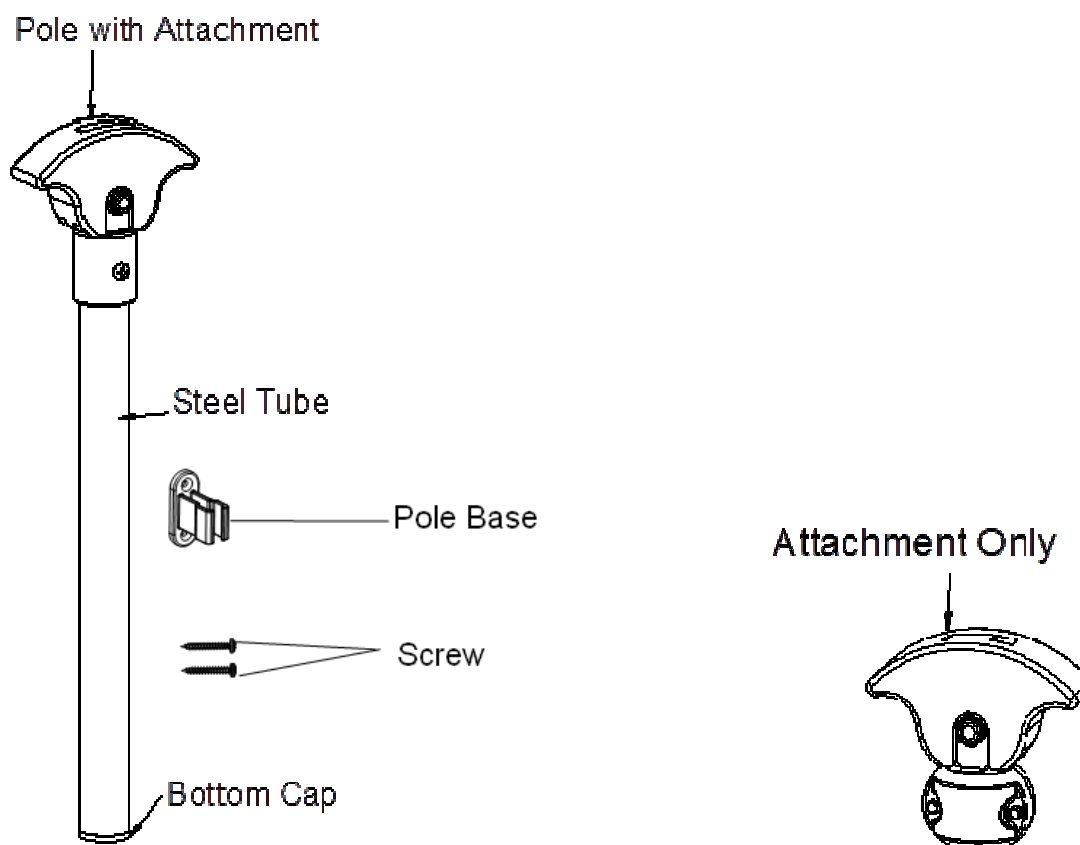 Pole with Attachment
Steel Tube
Pole Base
Attachment Only
Screw
Bottom Cap